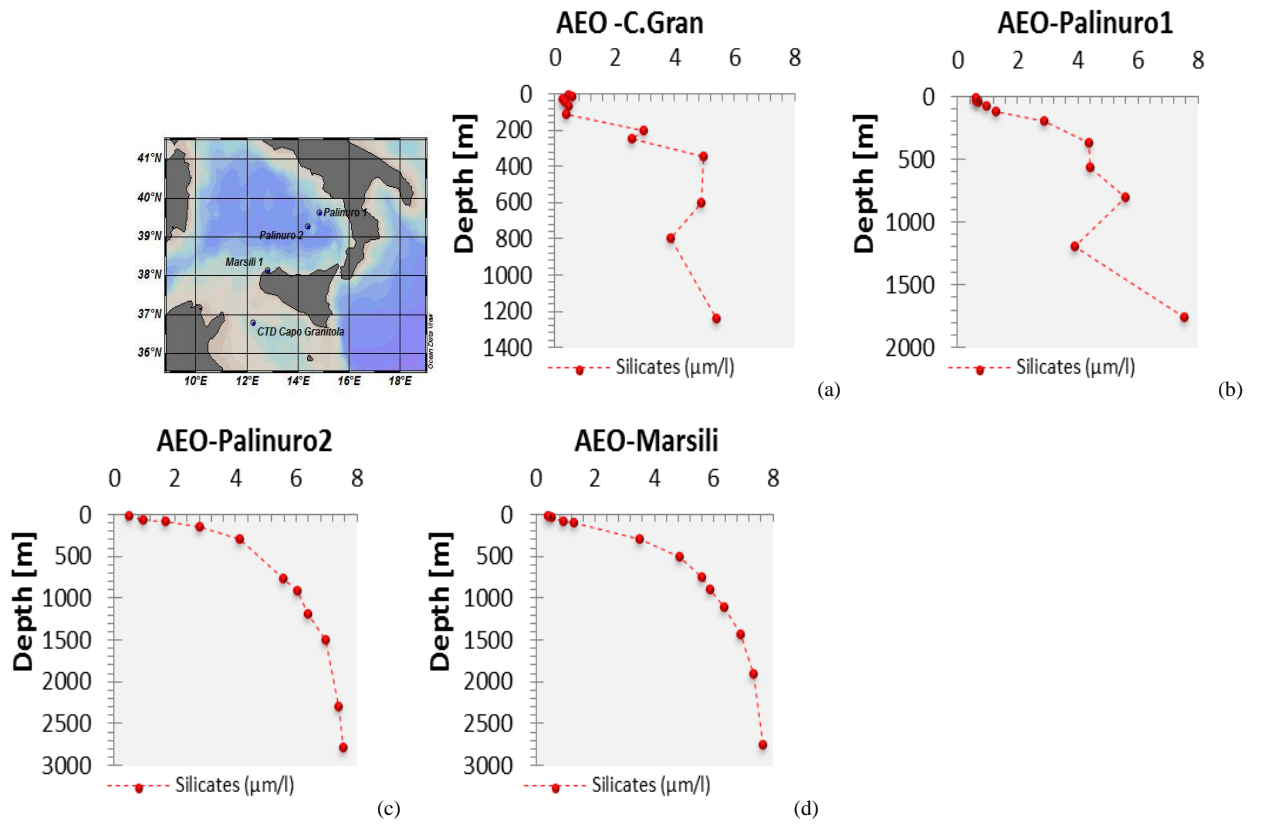 AEO -C.Gran
0 2 4 6 8
0
200
400
600
800
1000
1200
1400
Depth [m]
Silicates (µm/l)
(a)
AEO-Palinuro1
0 2 4 6 8
0
500
1000
1500
2000
Depth [m]
Silicates (µm/l)
(b)
41°N
40°N
39°N
38°N
37°N
36°N
10°E 12°E 14°E 16°E 18°E
Palinuro 1
Palinuro 2
Marsili 1
CTD Capo Granitola
Ocean Data View
AEO-Palinuro2
0 2 4 6 8
0
500
1000
1500
2000
2500
3000
Depth [m]
Silicates (µm/l)
(c)
AEO-Marsili
0 2 4 6 8
0
500
1000
1500
2000
2500
3000
Depth [m]
Silicates (µm/l)
(d)